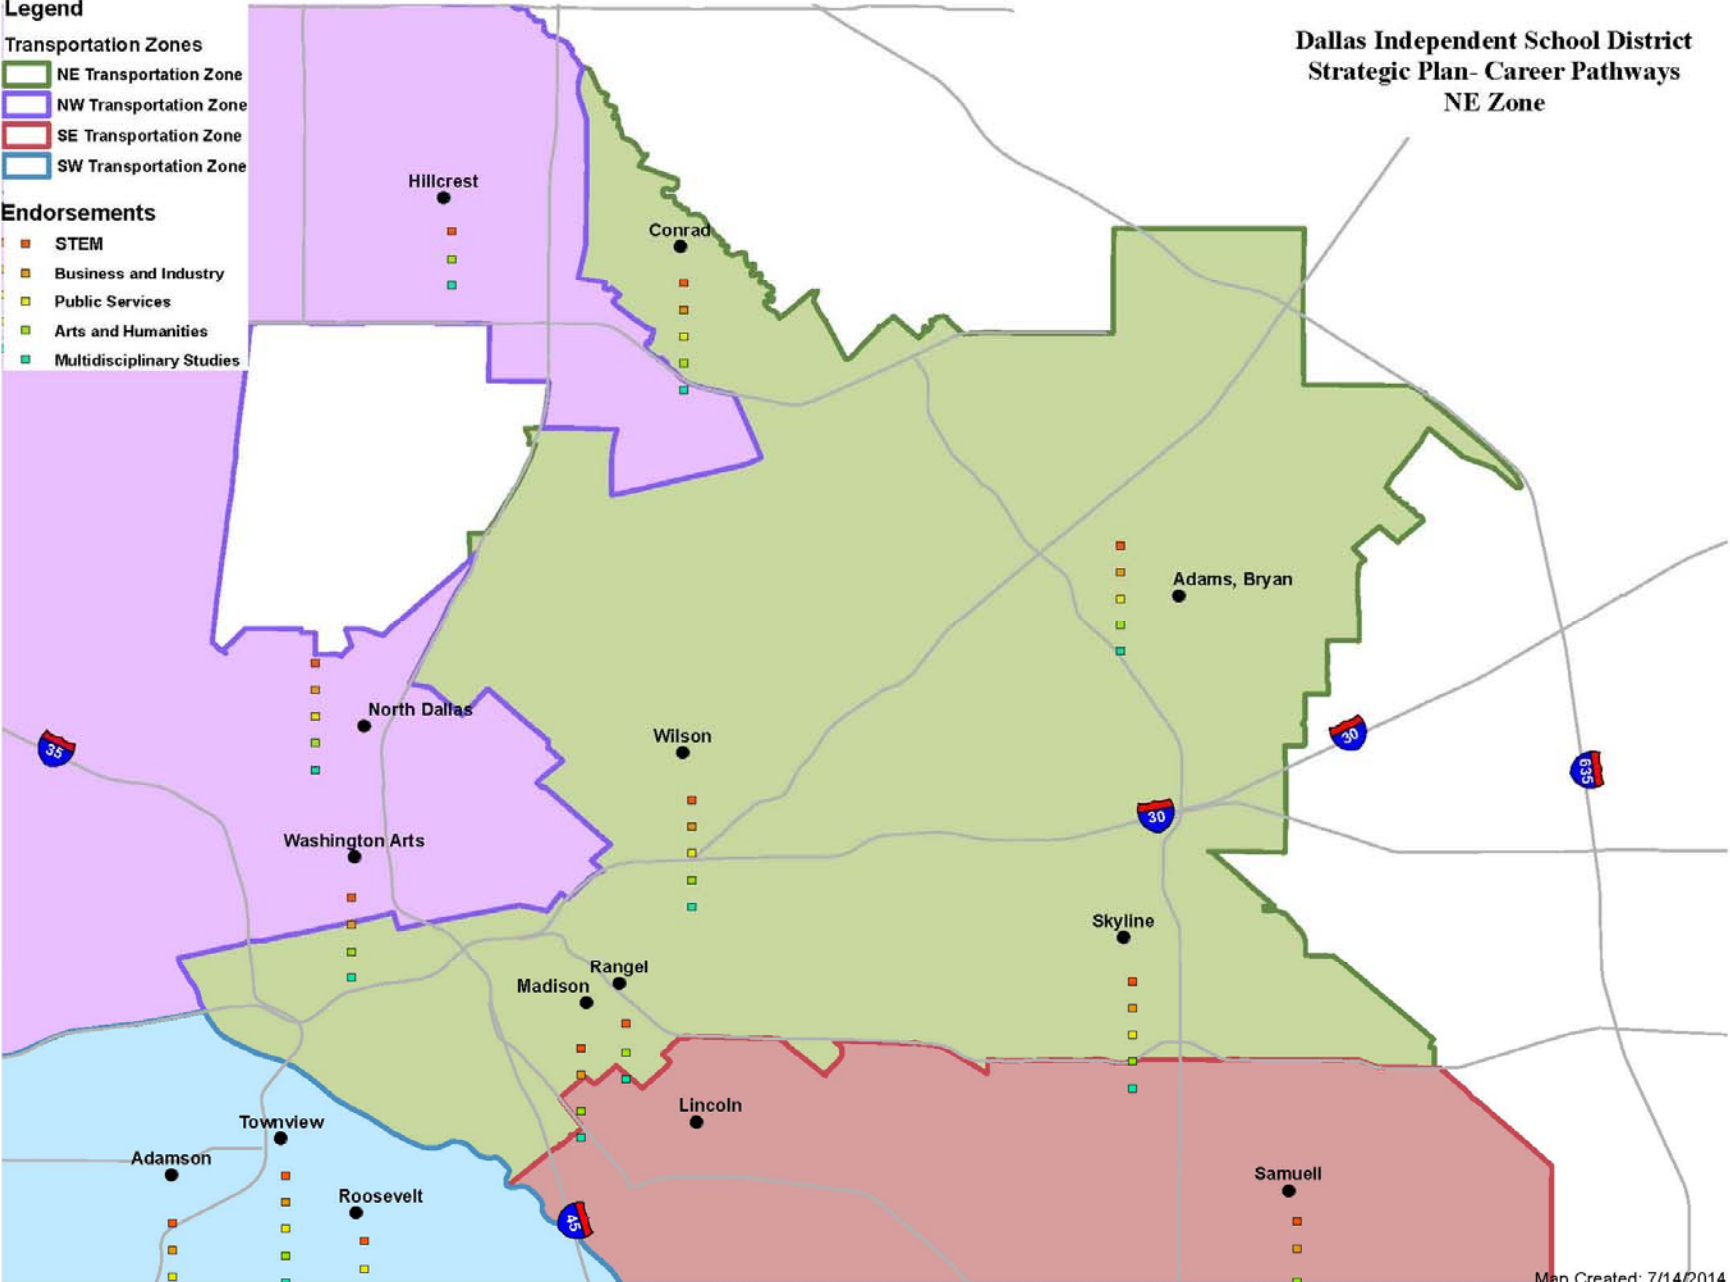 Legend
Transportation Zones
NE Transportation Zone
NW Transportation Zone
SE Transportation Zone
SW Transportation Zone
Endorsements
STEM
Business and Industry
Public Services
Arts and Humanities
Multidisciplinary Studies
Dallas Independent School District
Strategic Plan- Career Pathways
NE Zone
Hillcrest
Conrad
Adams, Bryan
North Dallas
Wilson
35
30
635
30
Washington Arts
Skyline
Rangel
Madison
Lincoln
Townview
Adamson
Samuell
Roosevelt
45
Map Created: 7/14/2014